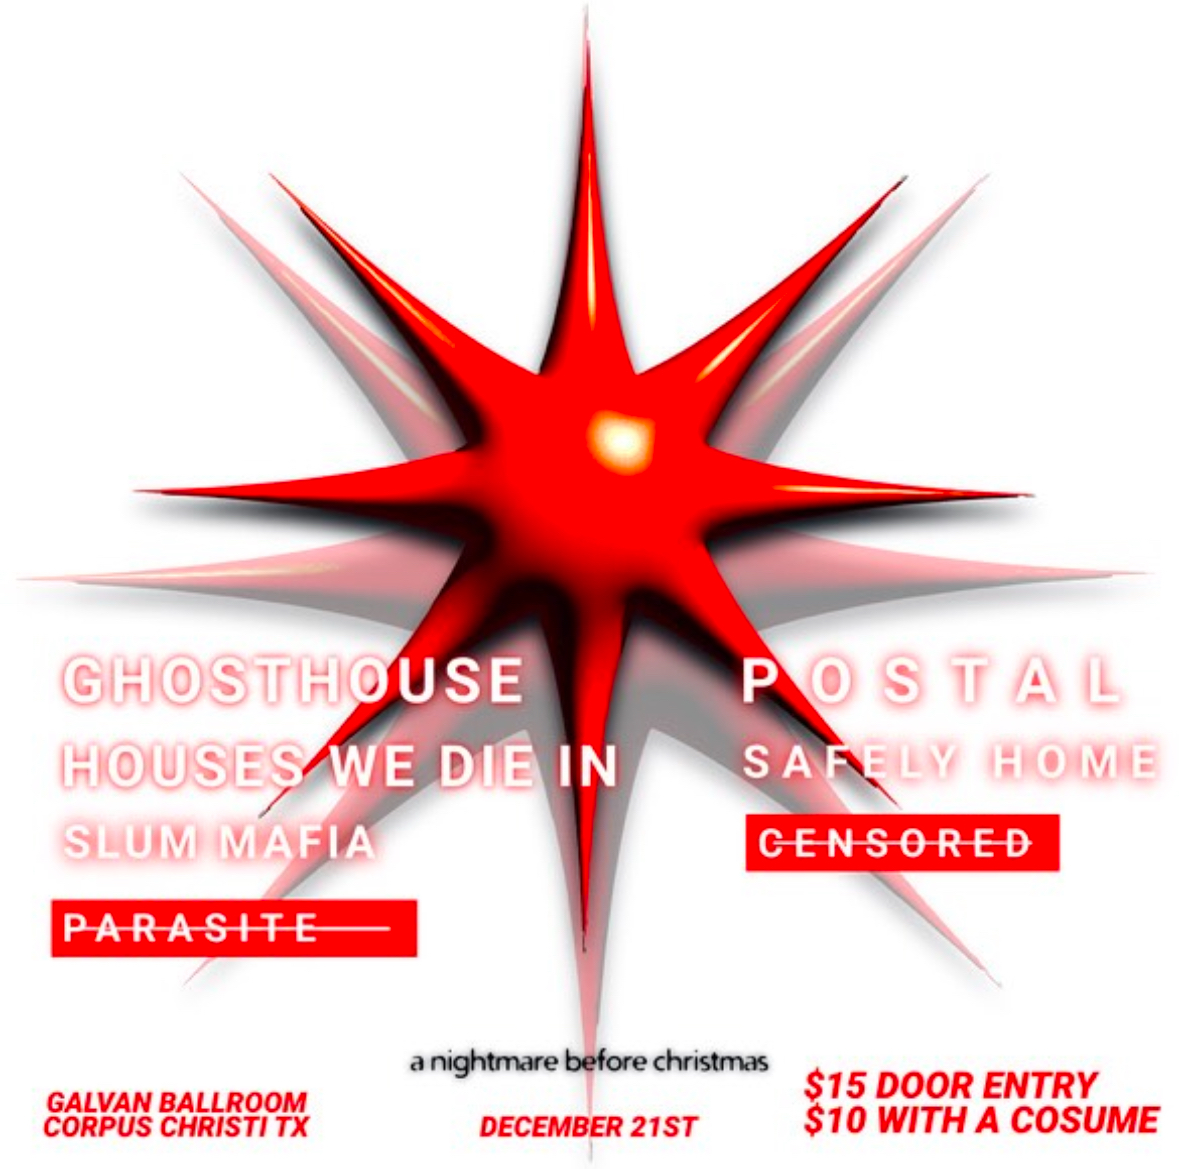 GHOSTHOUSE
HOUSES WE DIE IN
SLUM MAFIA
PARASITE
POSTAL
SAFELY HOME
CENSORED
a nightmare before christmas
GALVAN BALLROOM
CORPUS CHRISTI TX
DECEMBER 21ST
$15 DOOR ENTRY
$10 WITH A COSUME